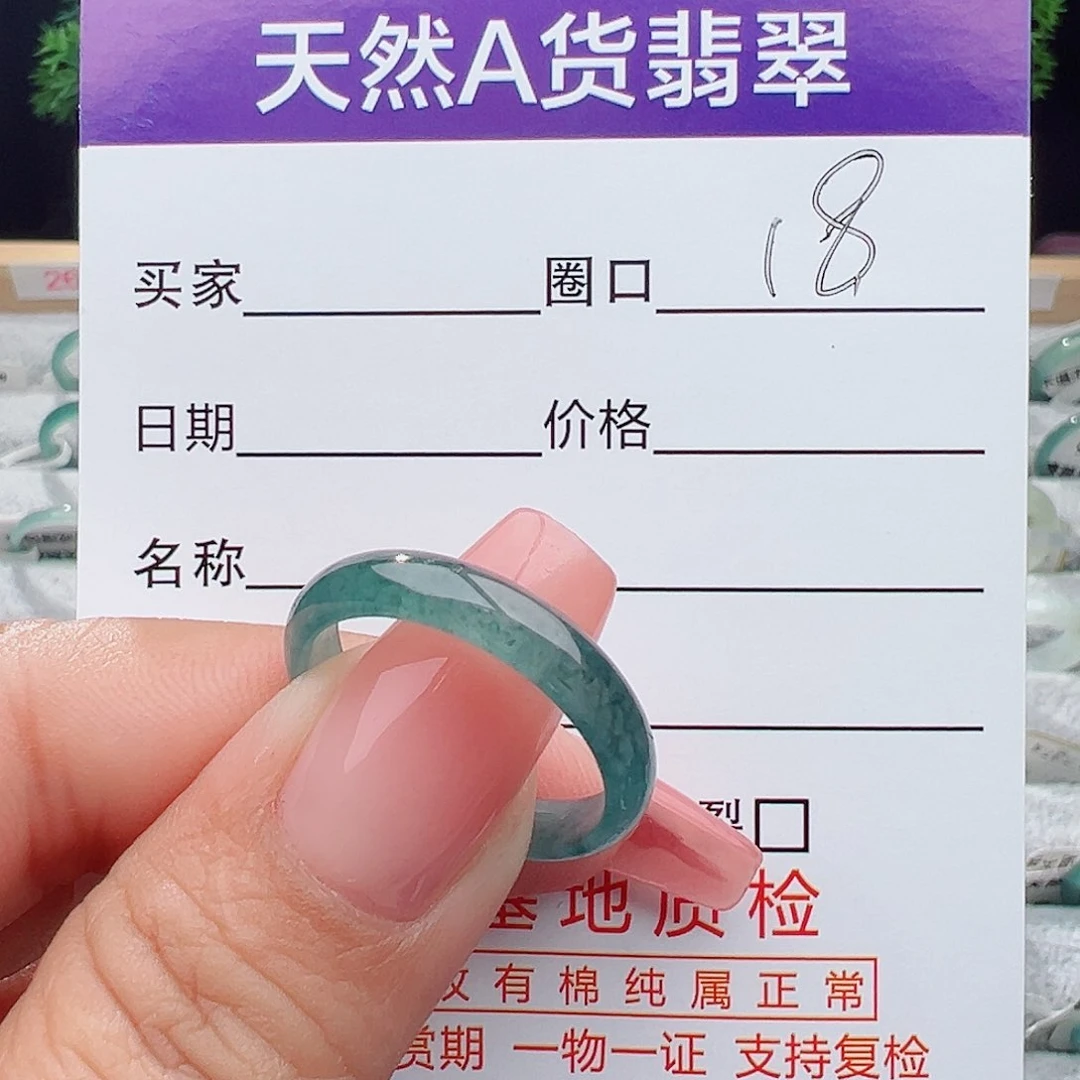 天然A货翡翠
买家 圈口 18
日期 价格
名称
裂
地质检
有棉纯属正常
赏期 一物一证 支持复检